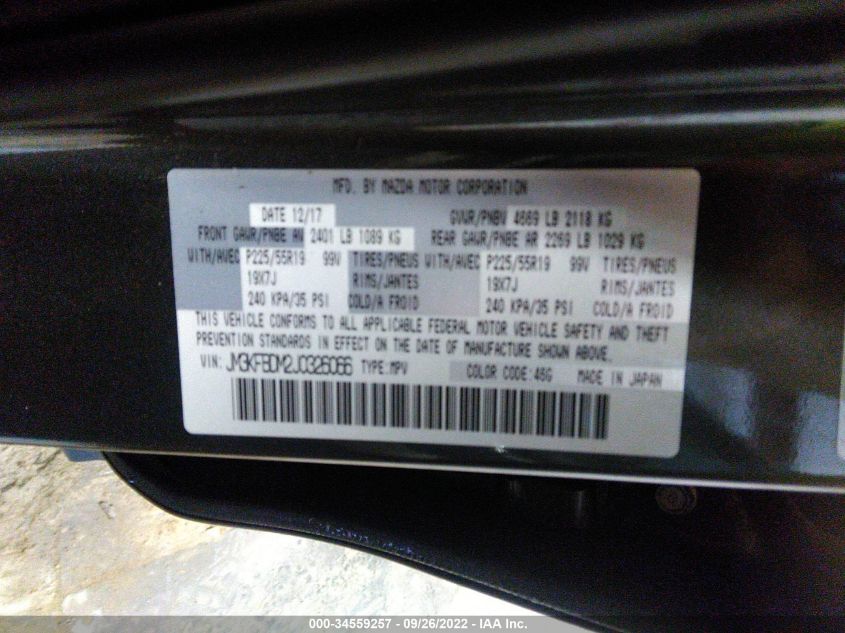 MFD. BY MAZDA MOTOR CORPORATION
DATE 12/17 GVWR/PNBV 4669 LB 2118 KG
FRONT GAWR/PNBE AV 2401 LB 1089 KG REAR GAWR/PNBE AR 2269 LB 1029 KG
WITH/AVEC P225/55R19 99V TIRES/PNEUS WITH/AVEC P225/55R19 99V TIRES/PNEUS
19X7J RIMS/JANTES 19X7J RIMS/JANTES
240 KPA/35 PSI COLD/A FROID 240 KPA/35 PSI COLD/A FROID
THIS VEHICLE CONFORMS TO ALL APPLICABLE FEDERAL MOTOR VEHICLE SAFETY AND THEFT
PREVENTION STANDARDS IN EFFECT ON THE DATE OF MANUFACTURE SHOWN ABOVE.
VIN: JM3KFBDM2J0326066 TYPE:MPV COLOR CODE:46G MADE IN JAPAN
000-34559257 - 09/26/2022 - IAA Inc.